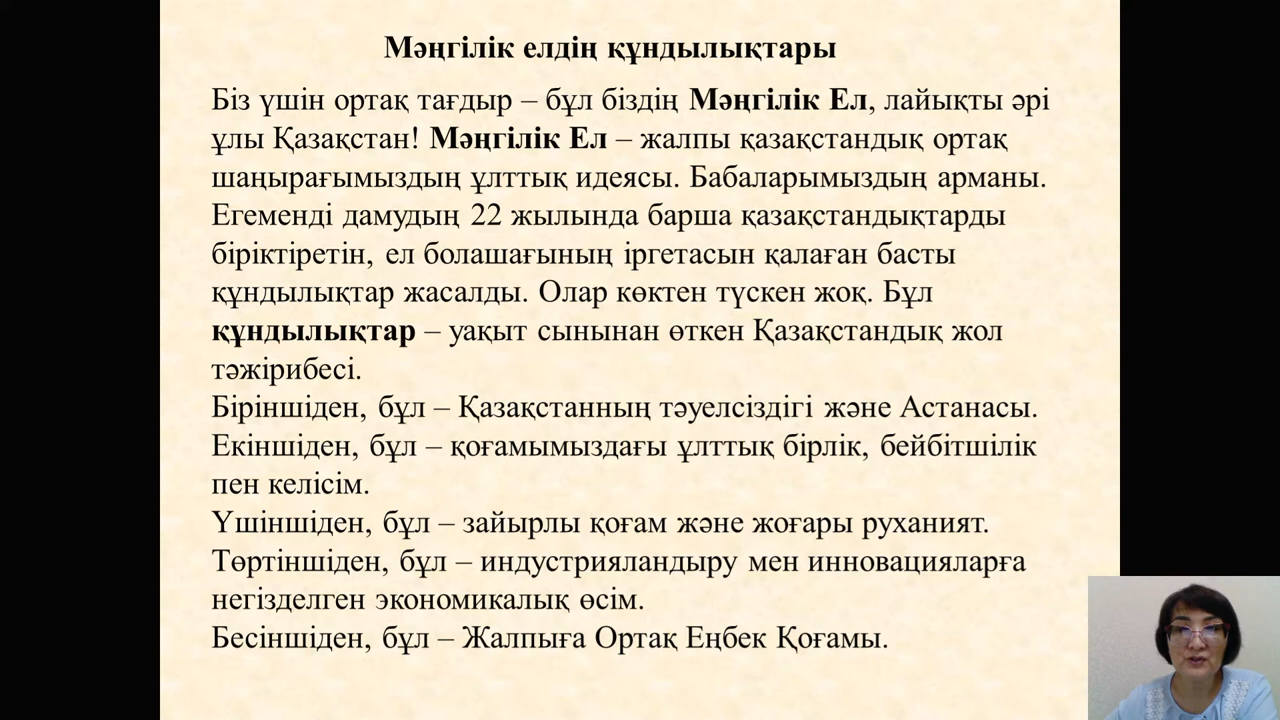 Мәңгілік елдің құндылықтары
Біз үшін ортақ тағдыр – бұл біздің Мәңгілік Ел, лайықты әрі
ұлы Қазақстан! Мәңгілік Ел – жалпы қазақстандық ортақ
шаңырағымыздың ұлттық идеясы. Бабаларымыздың арманы.
Егеменді дамудың 22 жылында барша қазақстандықтарды
біріктіретін, ел болашағының іргетасын қалаған басты
құндылықтар жасалды. Олар көктен түскен жоқ. Бұл
құндылықтар – уақыт сынынан өткен Қазақстандық жол
тәжірибесі.
Біріншіден, бұл – Қазақстанның тәуелсіздігі және Астанасы.
Екіншіден, бұл – қоғамымыздағы ұлттық бірлік, бейбітшілік
пен келісім.
Үшіншіден, бұл – зайырлы қоғам және жоғары руханият.
Төртіншіден, бұл – индустрияландыру мен инновацияларға
негізделген экономикалық өсім.
Бесіншіден, бұл – Жалпыға Ортақ Еңбек Қоғамы.